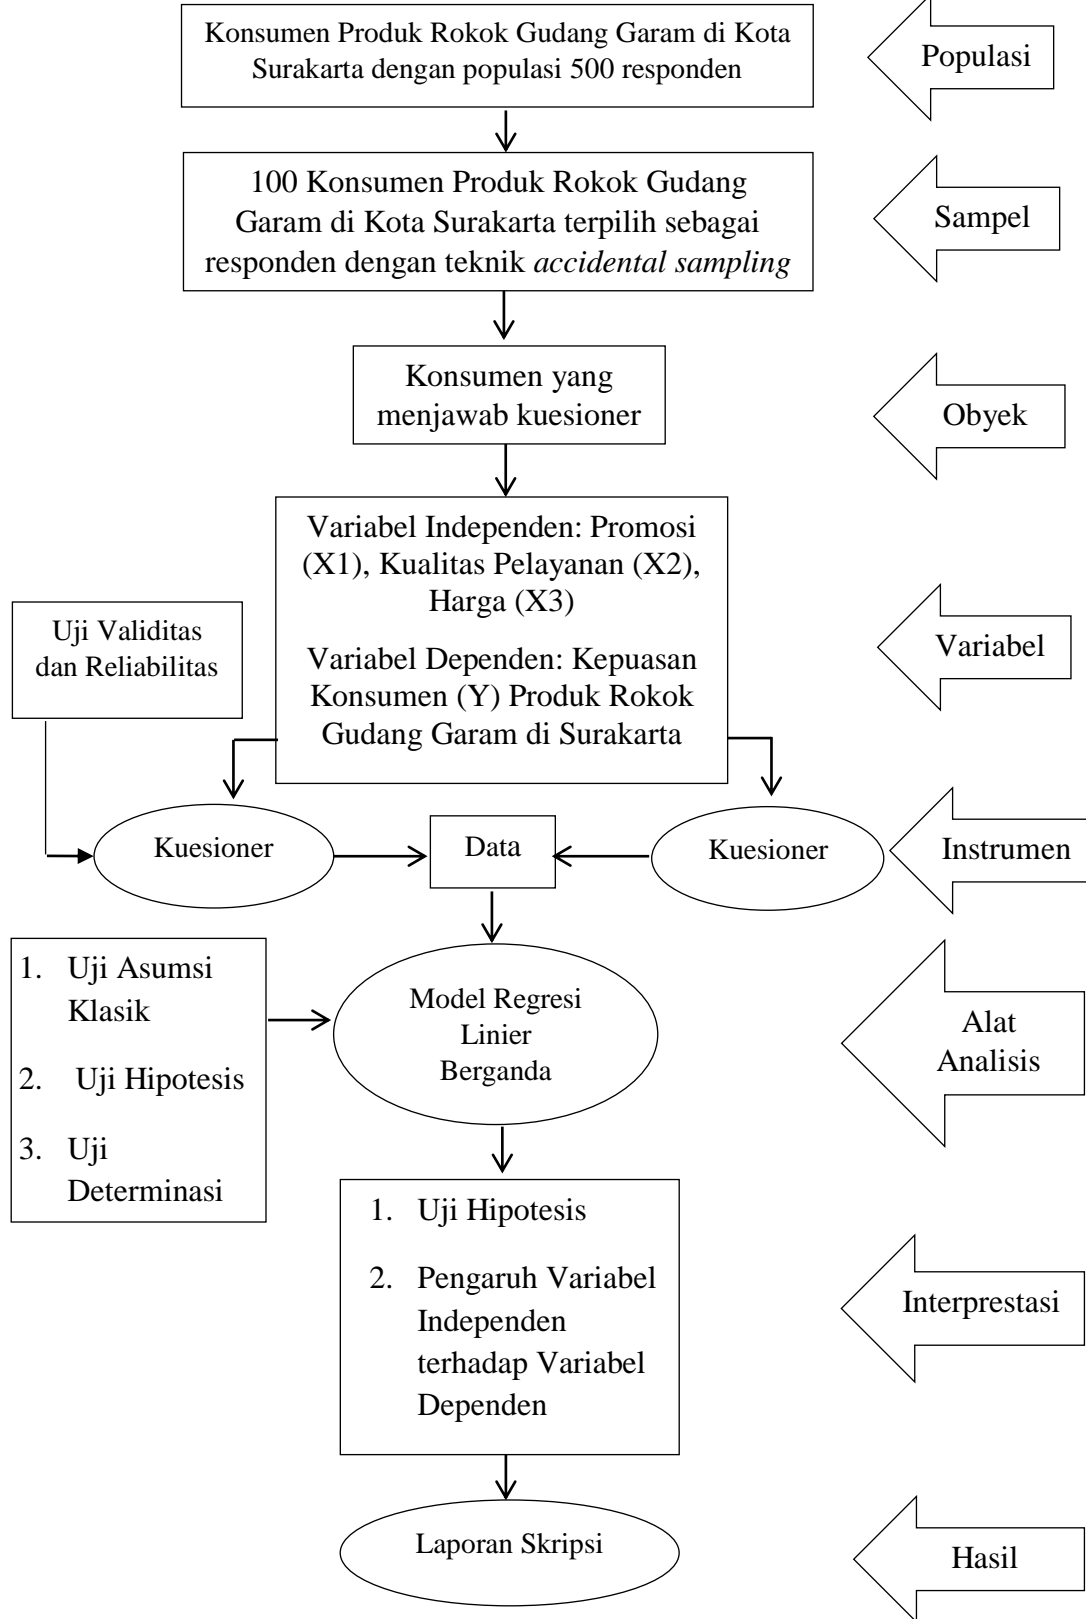 Konsumen Produk Rokok Gudang Garam di Kota
Surakarta dengan populasi 500 responden
Populasi
100 Konsumen Produk Rokok Gudang
Garam di Kota Surakarta terpilih sebagai
responden dengan teknik accidental sampling
Sampel
Konsumen yang
menjawab kuesioner
Obyek
Variabel Independen: Promosi
(X1), Kualitas Pelayanan (X2),
Harga (X3)
Variabel Dependen: Kepuasan
Konsumen (Y) Produk Rokok
Gudang Garam di Surakarta
Uji Validitas
dan Reliabilitas
Variabel
Kuesioner
Data
Kuesioner
Instrumen
1. Uji Asumsi
Klasik
2. Uji Hipotesis
3. Uji
Determinasi
Model Regresi
Linier
Berganda
Alat
Analisis
1. Uji Hipotesis
2. Pengaruh Variabel
Independen
terhadap Variabel
Dependen
Interprestasi
Laporan Skripsi
Hasil